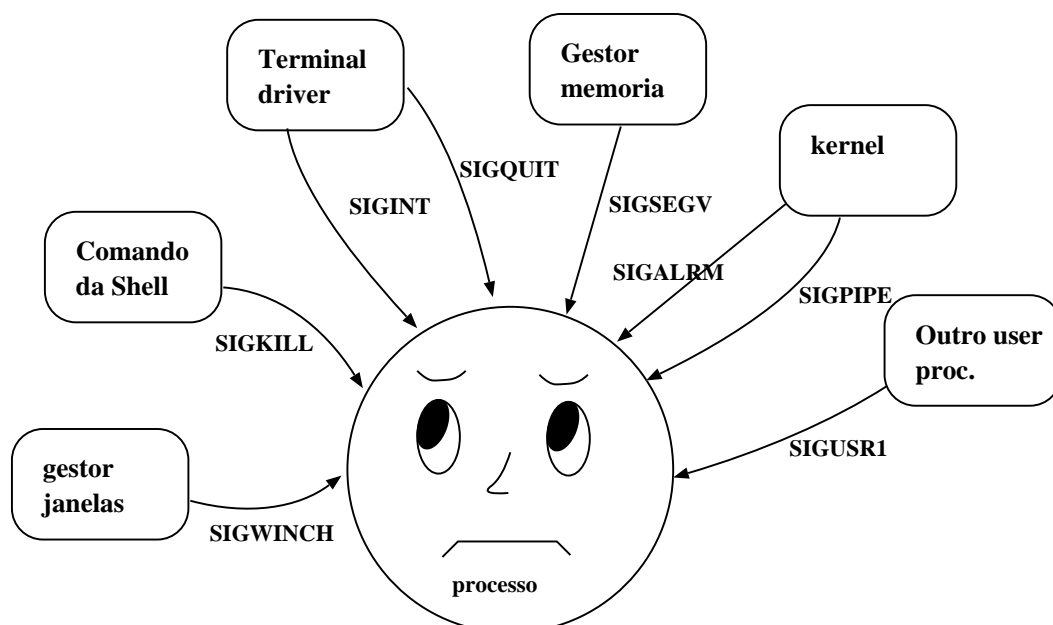 Terminal
driver
Gestor
memoria
kernel
SIGQUIT
SIGINT
SIGSEGV
Comando
da Shell
SIGALRM
SIGPIPE
SIGKILL
Outro user
proc.
gestor
janelas
SIGUSR1
SIGWINCH
processo